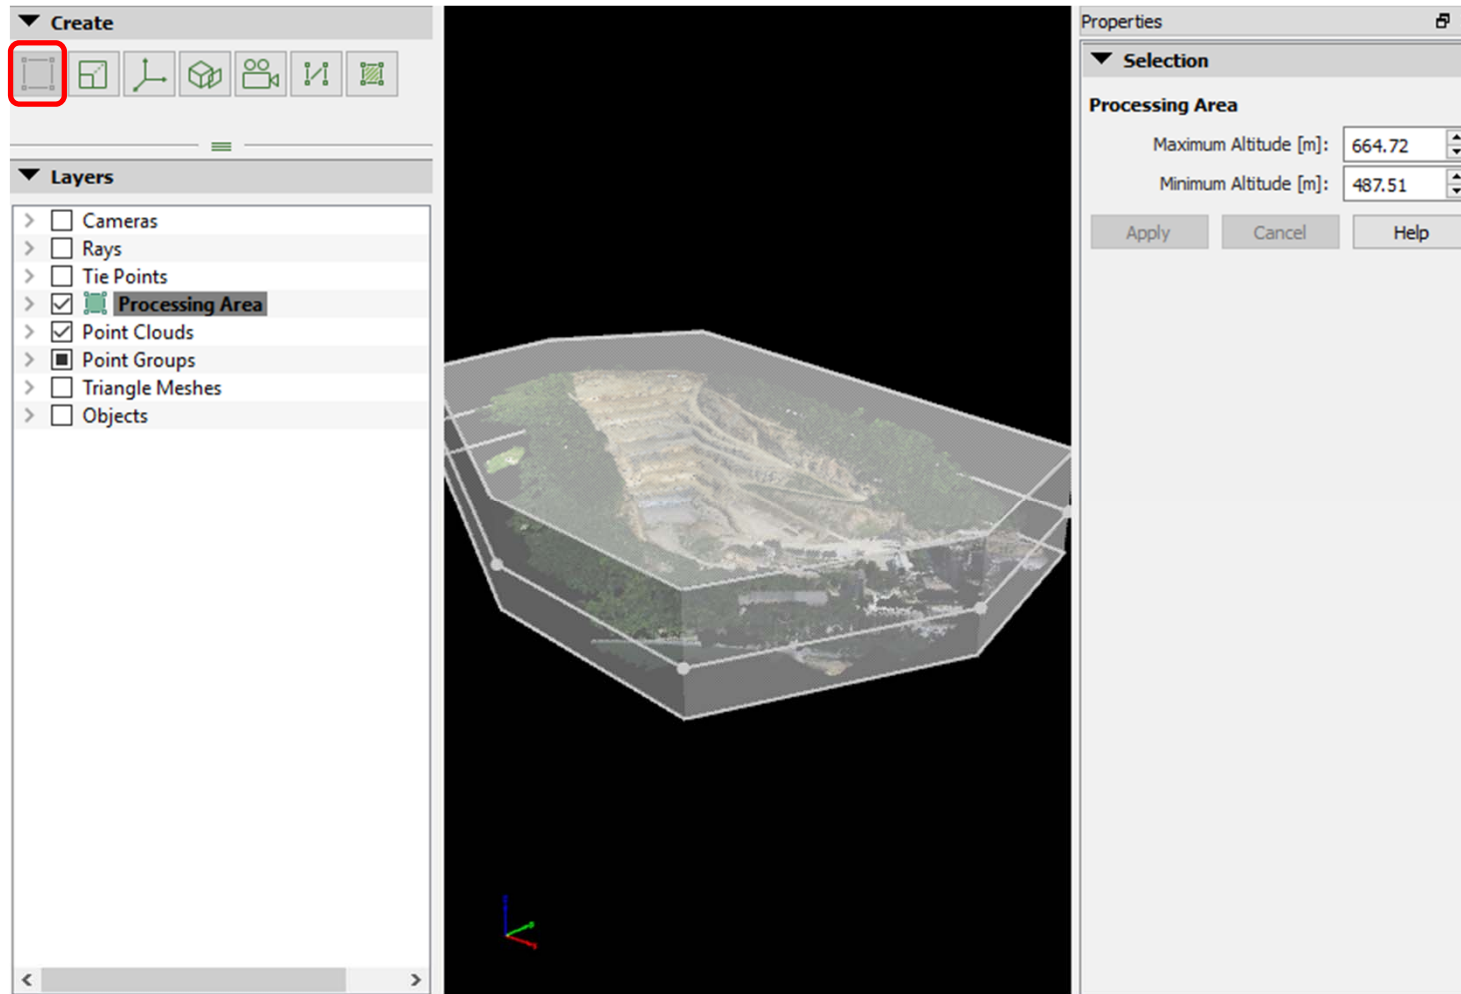 Create
Layers
Cameras
Rays
Tie Points
Processing Area
Point Clouds
Point Groups
Triangle Meshes
Objects
Properties
Selection
Processing Area
Maximum Altitude [m]: 664.72
Minimum Altitude [m]: 487.51
Apply Cancel Help